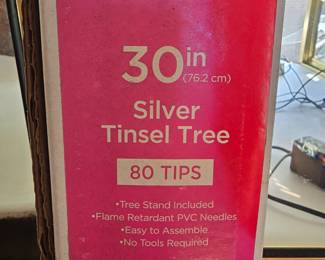 30in
(76.2 cm)
Silver
Tinsel Tree
80 TIPS
•Tree Stand Included
•Flame Retardant PVC Needles
•Easy to Assemble
•No Tools Required